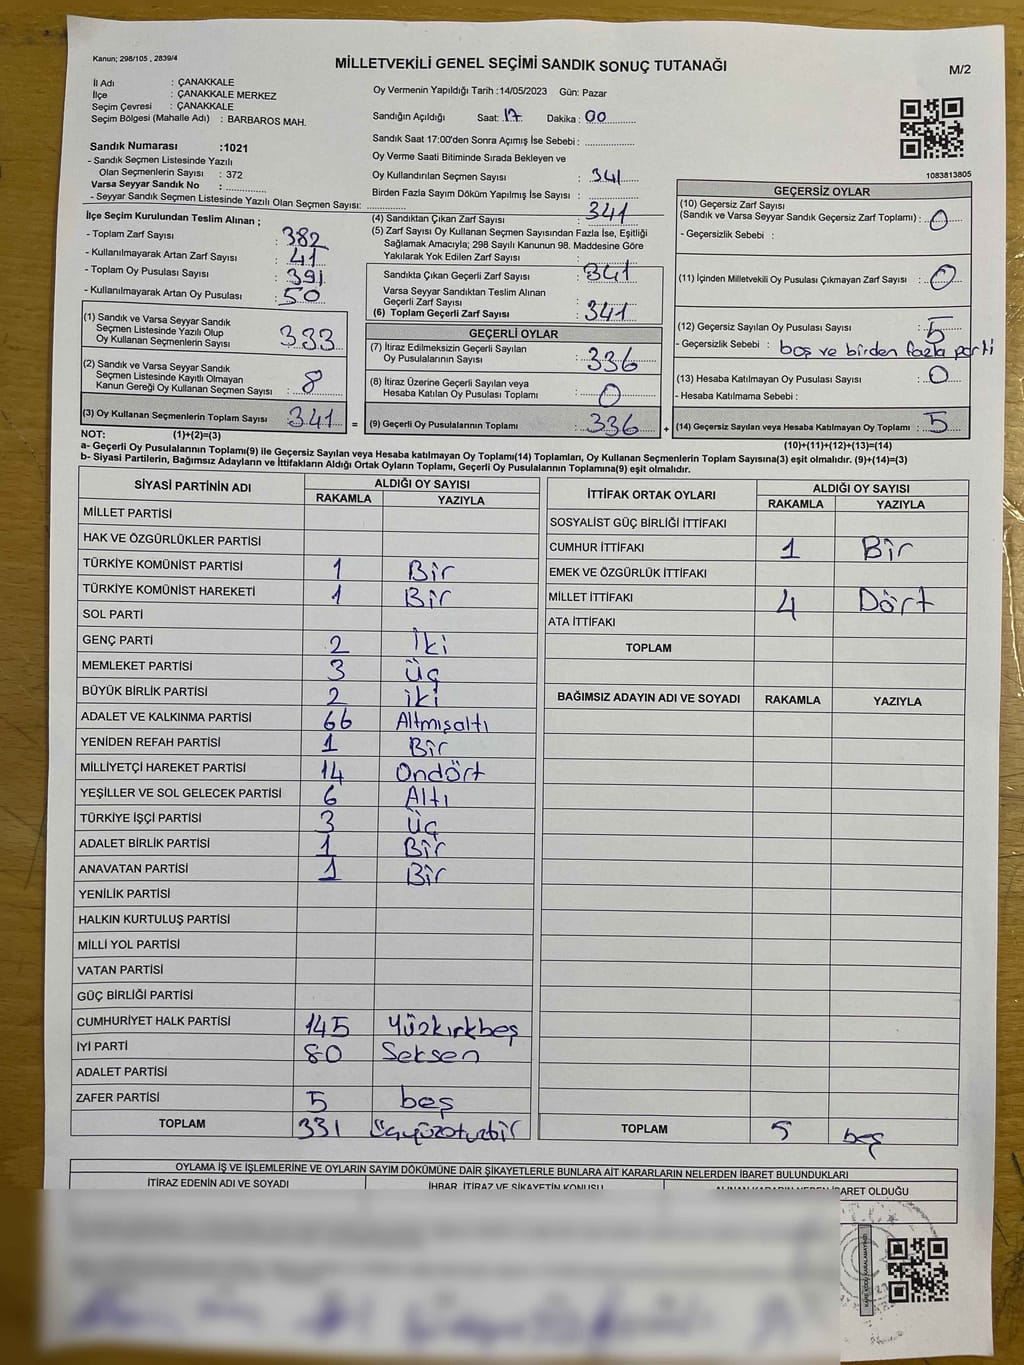 Kanun; 298/105 , 2839/4
MİLLETVEKİLİ GENEL SEÇİMİ SANDIK SONUÇ TUTANAĞI
M/2
İl Adı : ÇANAKKALE
İlçe : ÇANAKKALE MERKEZ
Seçim Çevresi : ÇANAKKALE
Seçim Bölgesi (Mahalle Adı) : BARBAROS MAH.
Oy Vermenin Yapıldığı Tarih :14/05/2023 Gün: Pazar
Sandığın Açıldığı Saat: 17 Dakika : 00
Sandık Saat 17:00'den Sonra Açımış İse Sebebi :
Oy Verme Saati Bitiminde Sırada Bekleyen ve
Oy Kullandırılan Seçmen Sayısı : 341
Birden Fazla Sayım Döküm Yapılmış İSe Sayısı :
1083813805
Sandık Numarası :1021
- Sandık Seçmen Listesinde Yazılı
Olan Seçmenlerin Sayısı : 372
Varsa Seyyar Sandık No :
- Seyyar Sandık Seçmen Listesinde Yazılı Olan Seçmen Sayısı:
İlçe Seçim Kurulundan Teslim Alınan ;
- Toplam Zarf Sayısı : 382
- Kullanılmayarak Artan Zarf Sayısı : 41
- Toplam Oy Pusulası Sayısı : 391
- Kullanılmayarak Artan Oy Pusulası : 50
(1) Sandık ve Varsa Seyyar Sandık
Seçmen Listesinde Yazılı Olup
Oy Kullanan Seçmenlerin Sayısı : 333
(2) Sandık ve Varsa Seyyar Sandık
Seçmen Listesinde Kayıtlı Olmayan
Kanun Gereği Oy Kullanan Seçmen Sayısı : 8
(3) Oy Kullanan Seçmenlerin Toplam Sayısı : 341 =
(4) Sandıktan Çıkan Zarf Sayısı : 341
(5) Zarf Sayısı Oy Kullanan Seçmen Sayısından Fazla İse, Eşitliği
Sağlamak Amacıyla; 298 Sayılı Kanunun 98. Maddesine Göre
Yakılarak Yok Edilen Zarf Sayısı :
Sandıkta Çıkan Geçerli Zarf Sayısı : 341
Varsa Seyyar Sandıktan Teslim Alınan
Geçerli Zarf Sayısı :
(6) Toplam Geçerli Zarf Sayısı : 341
GEÇERLİ OYLAR
(7) İtiraz Edilmeksizin Geçerli Sayılan
Oy Pusulalarının Sayısı : 336
(8) İtiraz Üzerine Geçerli Sayılan veya
Hesaba Katılan Oy Pusulası Toplamı : 0
(9) Geçerli Oy Pusulalarının Toplamı : 336 +
GEÇERSİZ OYLAR
(10) Geçersiz Zarf Sayısı
(Sandık ve Varsa Seyyar Sandık Geçersiz Zarf Toplamı) : 0
- Geçersizlik Sebebi :
(11) İçinden Milletvekili Oy Pusulası Çıkmayan Zarf Sayısı : 0
(12) Geçersiz Sayılan Oy Pusulası Sayısı : 5
- Geçersizlik Sebebi : boş ve birden fazla parti
(13) Hesaba Katılmayan Oy Pusulası Sayısı : 0
- Hesaba Katılmama Sebebi :
(14) Geçersiz Sayılan veya Hesaba Katılmayan Oy Toplamı : 5
NOT: (1)+(2)=(3) (10)+(11)+(12)+(13)=(14)
a- Geçerli Oy Pusulalarının Toplamı(9) ile Geçersiz Sayılan veya Hesaba katılmayan Oy Toplamı(14) Toplamları, Oy Kullanan Seçmenlerin Toplam Sayısına(3) eşit olmalıdır. (9)+(14)=(3)
b- Siyasi Partilerin, Bağımsız Adayların ve İttifakların Aldığı Ortak Oyların Toplamı, Geçerli Oy Pusulalarının Toplamına(9) eşit olmalıdır.
SİYASİ PARTİNİN ADI ALDIĞI OY SAYISI
RAKAMLA YAZIYLA
MİLLET PARTİSİ
HAK VE ÖZGÜRLÜKLER PARTİSİ
TÜRKİYE KOMÜNİST PARTİSİ 1 Bir
TÜRKİYE KOMÜNİST HAREKETİ 1 Bir
SOL PARTİ
GENÇ PARTİ 2 İki
MEMLEKET PARTİSİ 3 Üç
BÜYÜK BİRLİK PARTİSİ 2 iki
ADALET VE KALKINMA PARTİSİ 66 Altmışaltı
YENİDEN REFAH PARTİSİ 1 Bir
MİLLİYETÇİ HAREKET PARTİSİ 14 Ondört
YEŞİLLER VE SOL GELECEK PARTİSİ 6 Altı
TÜRKİYE İŞÇİ PARTİSİ 3 Üç
ADALET BİRLİK PARTİSİ 1 Bir
ANAVATAN PARTİSİ 1 Bir
YENİLİK PARTİSİ
HALKIN KURTULUŞ PARTİSİ
MİLLİ YOL PARTİSİ
VATAN PARTİSİ
GÜÇ BİRLİĞİ PARTİSİ
CUMHURİYET HALK PARTİSİ 145 Yüzkırkbeş
İYİ PARTİ 80 Seksen
ADALET PARTİSİ
ZAFER PARTİSİ 5 beş
TOPLAM 331 üçyüzotuzbir
İTTİFAK ORTAK OYLARI ALDIĞI OY SAYISI
RAKAMLA YAZIYLA
SOSYALİST GÜÇ BİRLİĞİ İTTİFAKI
CUMHUR İTTİFAKI 1 Bir
EMEK VE ÖZGÜRLÜK İTTİFAKI
MİLLET İTTİFAKI 4 Dört
ATA İTTİFAKI
TOPLAM
BAĞIMSIZ ADAYIN ADI VE SOYADI RAKAMLA YAZIYLA
TOPLAM 5 beş
OYLAMA İŞ VE İŞLEMLERİNE VE OYLARIN SAYIM DÖKÜMÜNE DAİR ŞİKAYETLERLE BUNLARA AİT KARARLARIN NELERDEN İBARET BULUNDUKLARI
İTİRAZ EDENİN ADI VE SOYADI İHBAR, İTİRAZ VE ŞİKAYETİN KONUSU ALINAN KARARIN NEDEN İBARET OLDUĞU